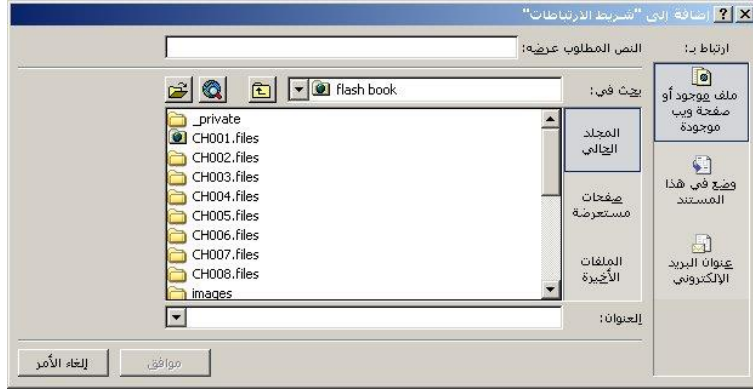 إضافة إلى "شريط الارتباطات"
ارتباط بـ:
النص المطلوب عرضه:
ملف موجود أو
صفحة ويب
موجودة
وضع في هذا
المستند
عنوان البريد
الإلكتروني
بحث في:
flash book
المجلد
الحالي
صفحات
مستعرضة
الملفات
الأخيرة
_private
CH001.files
CH002.files
CH003.files
CH004.files
CH005.files
CH006.files
CH007.files
CH008.files
images
العنوان:
موافق
إلغاء الأمر